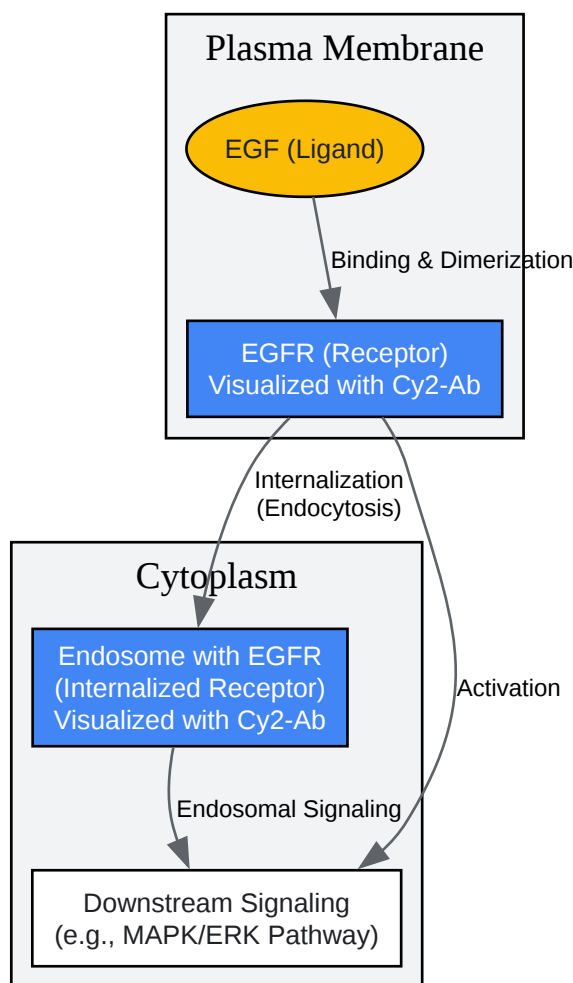 Plasma Membrane
EGF (Ligand)
Binding & Dimerization
EGFR (Receptor)
Visualized with Cy2-Ab
Internalization
(Endocytosis)
Cytoplasm
Endosome with EGFR
(Internalized Receptor)
Visualized with Cy2-Ab
Activation
Endosomal Signaling
Downstream Signaling
(e.g., MAPK/ERK Pathway)